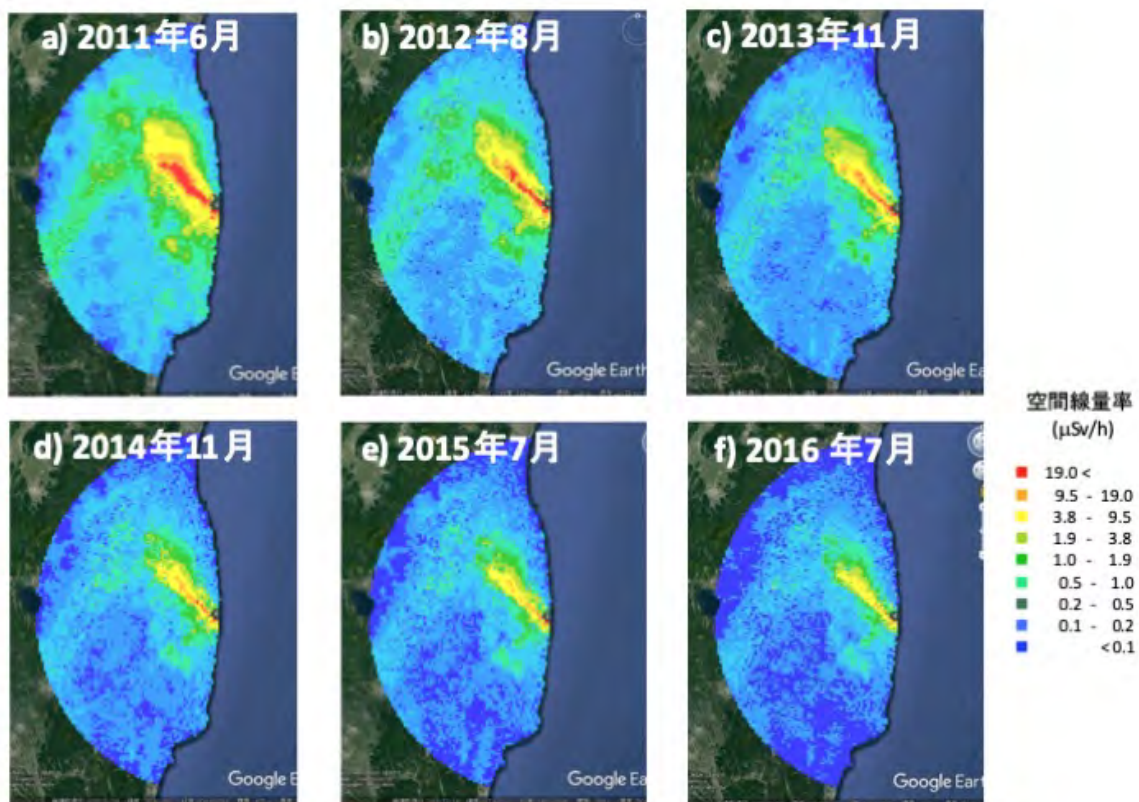 a) 2011年6月
b) 2012年8月
c) 2013年11月
Google E
Google Earth
Google Eart
d) 2014年11月
e) 2015年7月
f) 2016 年7月
Google E
Google Earth
Google Eart
空間線量率
(μSv/h)
19.0 <
9.5 - 19.0
3.8 - 9.5
1.9 - 3.8
1.0 - 1.9
0.5 - 1.0
0.2 - 0.5
0.1 - 0.2
< 0.1